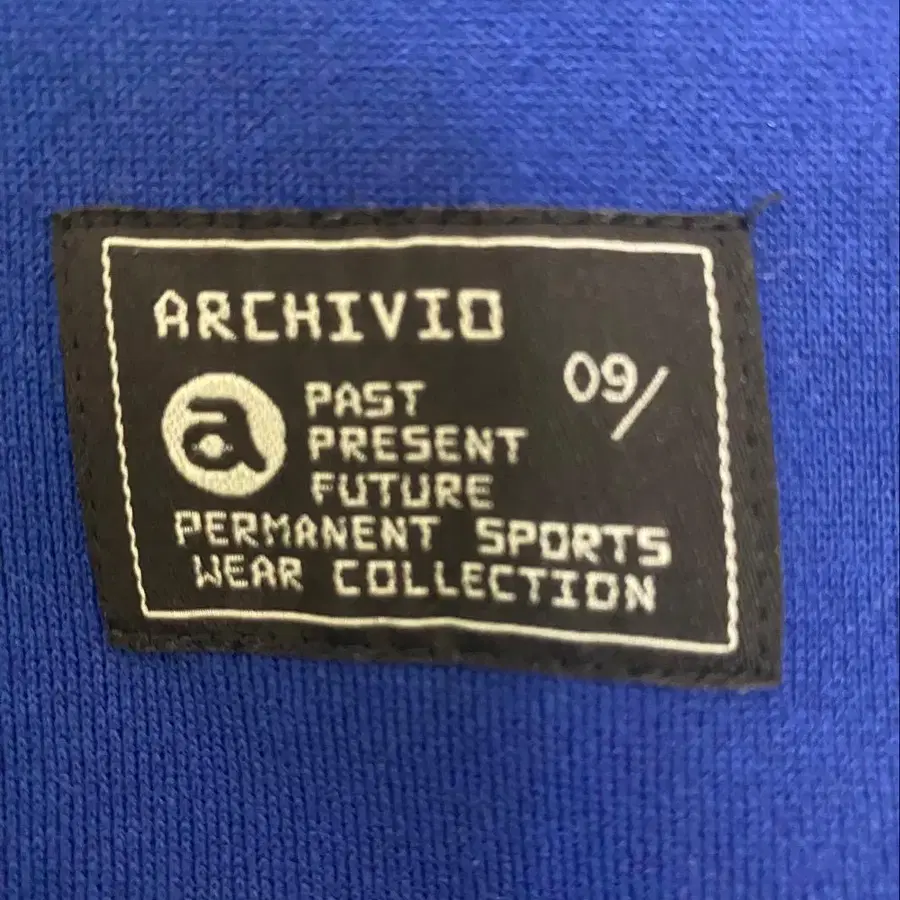 ARCHIVIO
09/
a PAST
PRESENT
FUTURE
PERMANENT SPORTS
WEAR COLLECTION